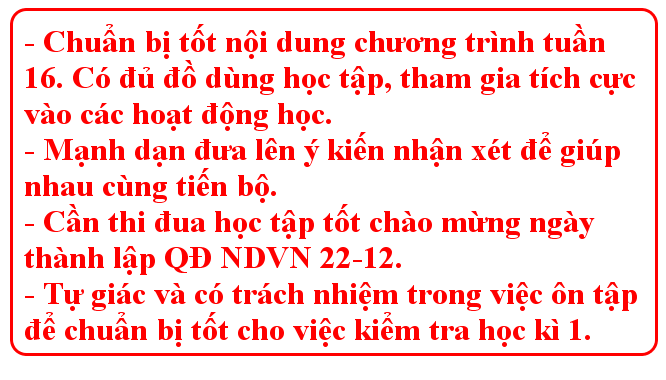 - Chuẩn bị tốt nội dung chương trình tuần
16. Có đủ đồ dùng học tập, tham gia tích cực
vào các hoạt động học.
- Mạnh dạn đưa lên ý kiến nhận xét để giúp
nhau cùng tiến bộ.
- Cần thi đua học tập tốt chào mừng ngày
thành lập QĐ NDVN 22-12.
- Tự giác và có trách nhiệm trong việc ôn tập
để chuẩn bị tốt cho việc kiểm tra học kì 1.